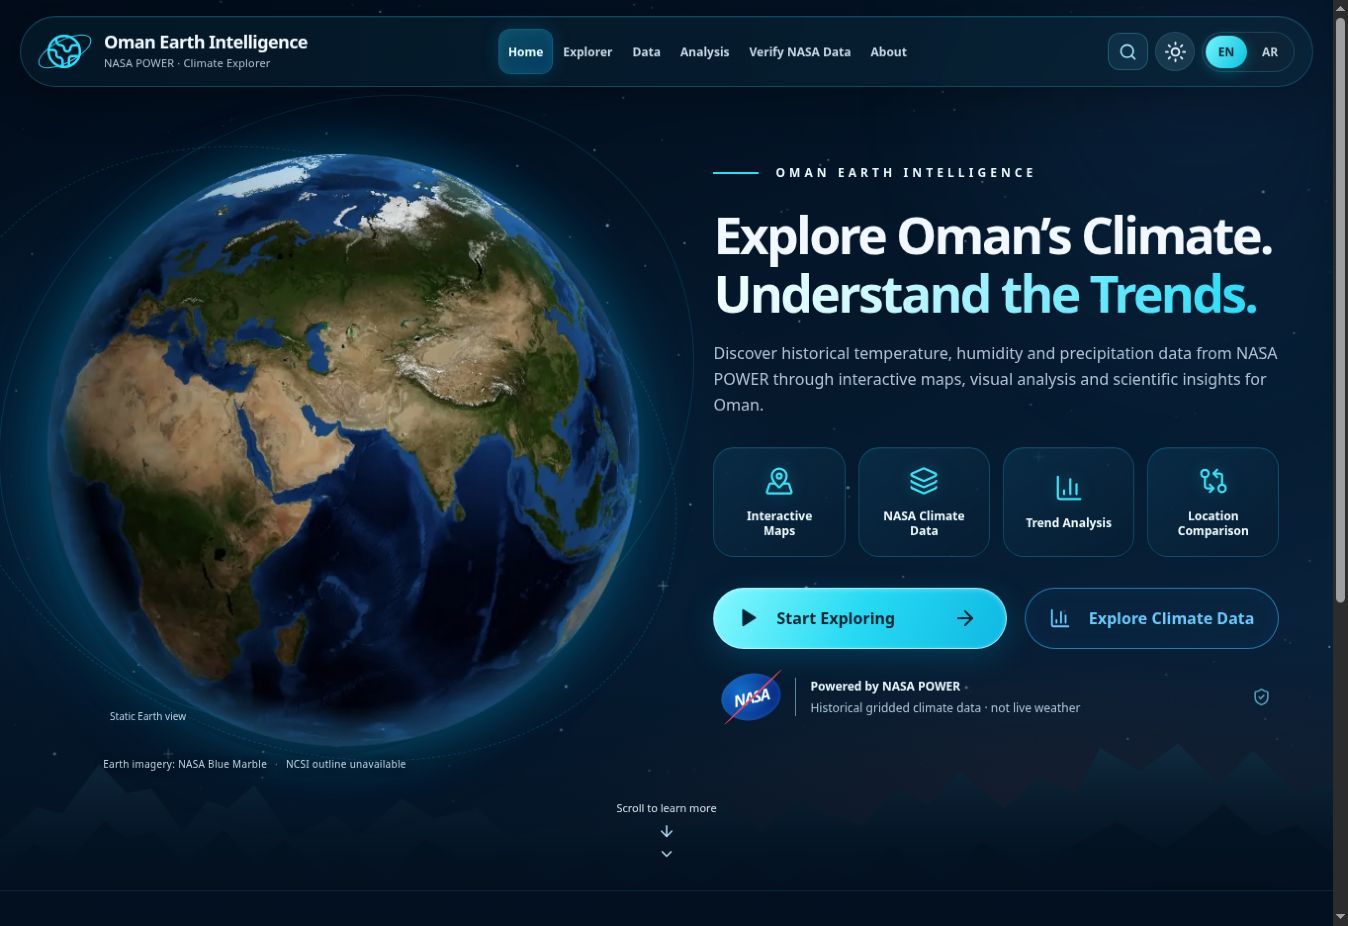 Oman Earth Intelligence
NASA POWER · Climate Explorer
Home
Explorer
Data
Analysis
Verify NASA Data
About
EN
AR
OMAN EARTH INTELLIGENCE
Explore Oman’s Climate.
Understand the Trends.
Discover historical temperature, humidity and precipitation data from NASA
POWER through interactive maps, visual analysis and scientific insights for
Oman.
Interactive
Maps
NASA Climate
Data
Trend Analysis
Location
Comparison
Start Exploring
Explore Climate Data
NASA
Powered by NASA POWER
Historical gridded climate data · not live weather
Static Earth view
Earth imagery: NASA Blue Marble · NCSI outline unavailable
Scroll to learn more